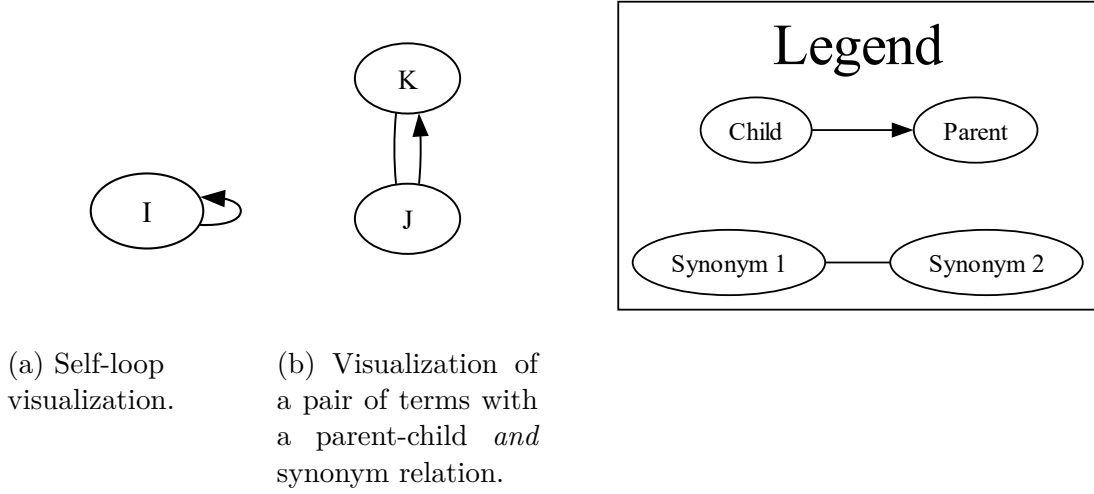 K
I
J
(a) Self-loop
visualization.
(b) Visualization of
a pair of terms with
a parent-child and
synonym relation.
Legend
Child
Parent
Synonym 1
Synonym 2